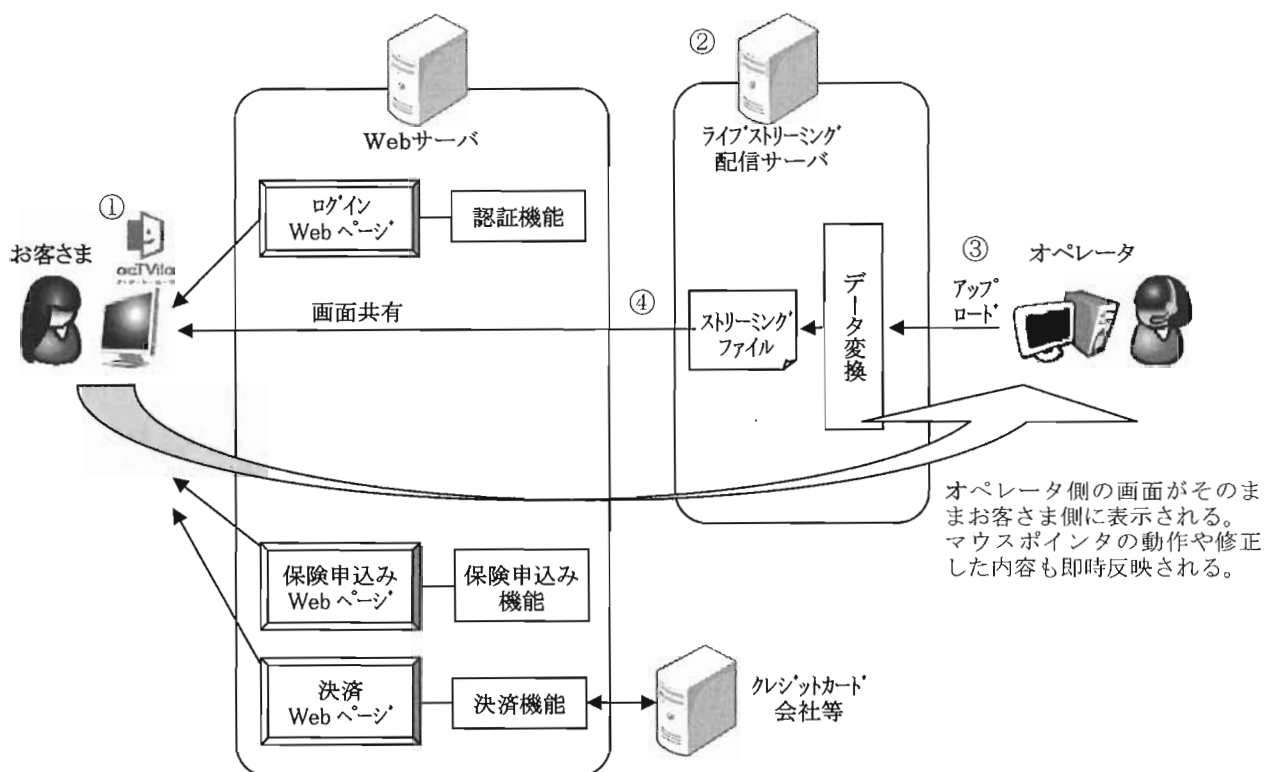 Webサーバ
②
ライブストリーミング
配信サーバ
ログイン
Webページ
認証機能
①
お客さま
acTVila
画面共有
④
ストリーミング
ファイル
データ変換
③
アップ
ロード
オペレータ
オペレータ側の画面がそのま
まお客さま側に表示される。
マウスポインタの動作や修正
した内容も即時反映される。
保険申込み
Webページ
保険申込み
機能
決済
Webページ
決済機能
クレジットカード
会社等